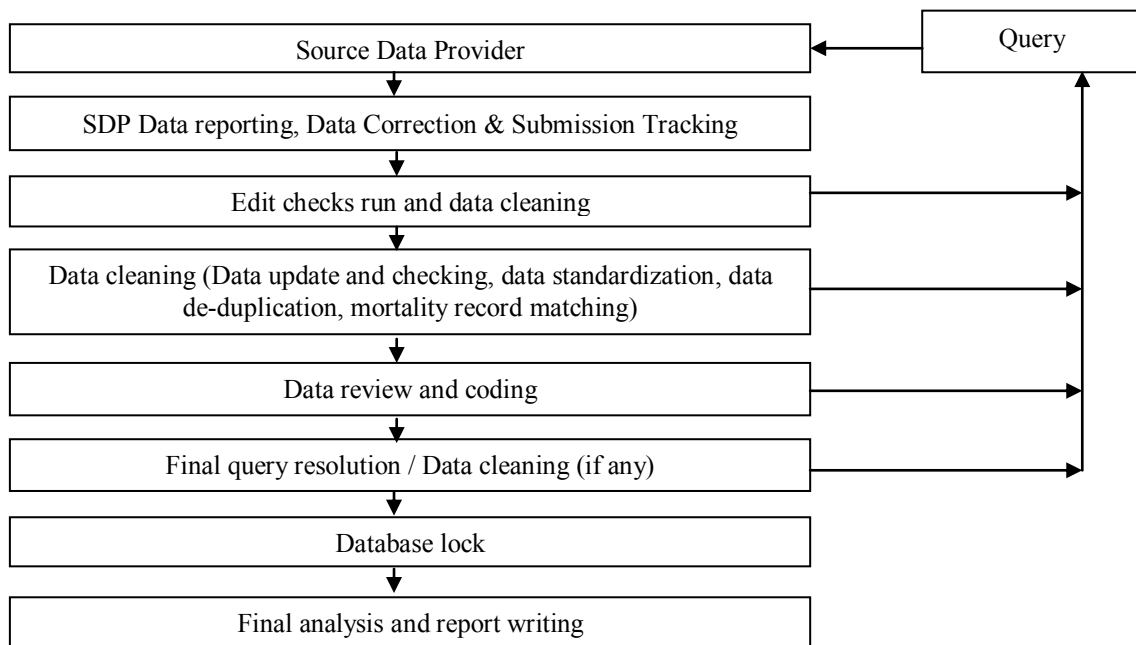 Source Data Provider
Query
SDP Data reporting, Data Correction & Submission Tracking
Edit checks run and data cleaning
Data cleaning (Data update and checking, data standardization, data
de-duplication, mortality record matching)
Data review and coding
Final query resolution / Data cleaning (if any)
Database lock
Final analysis and report writing